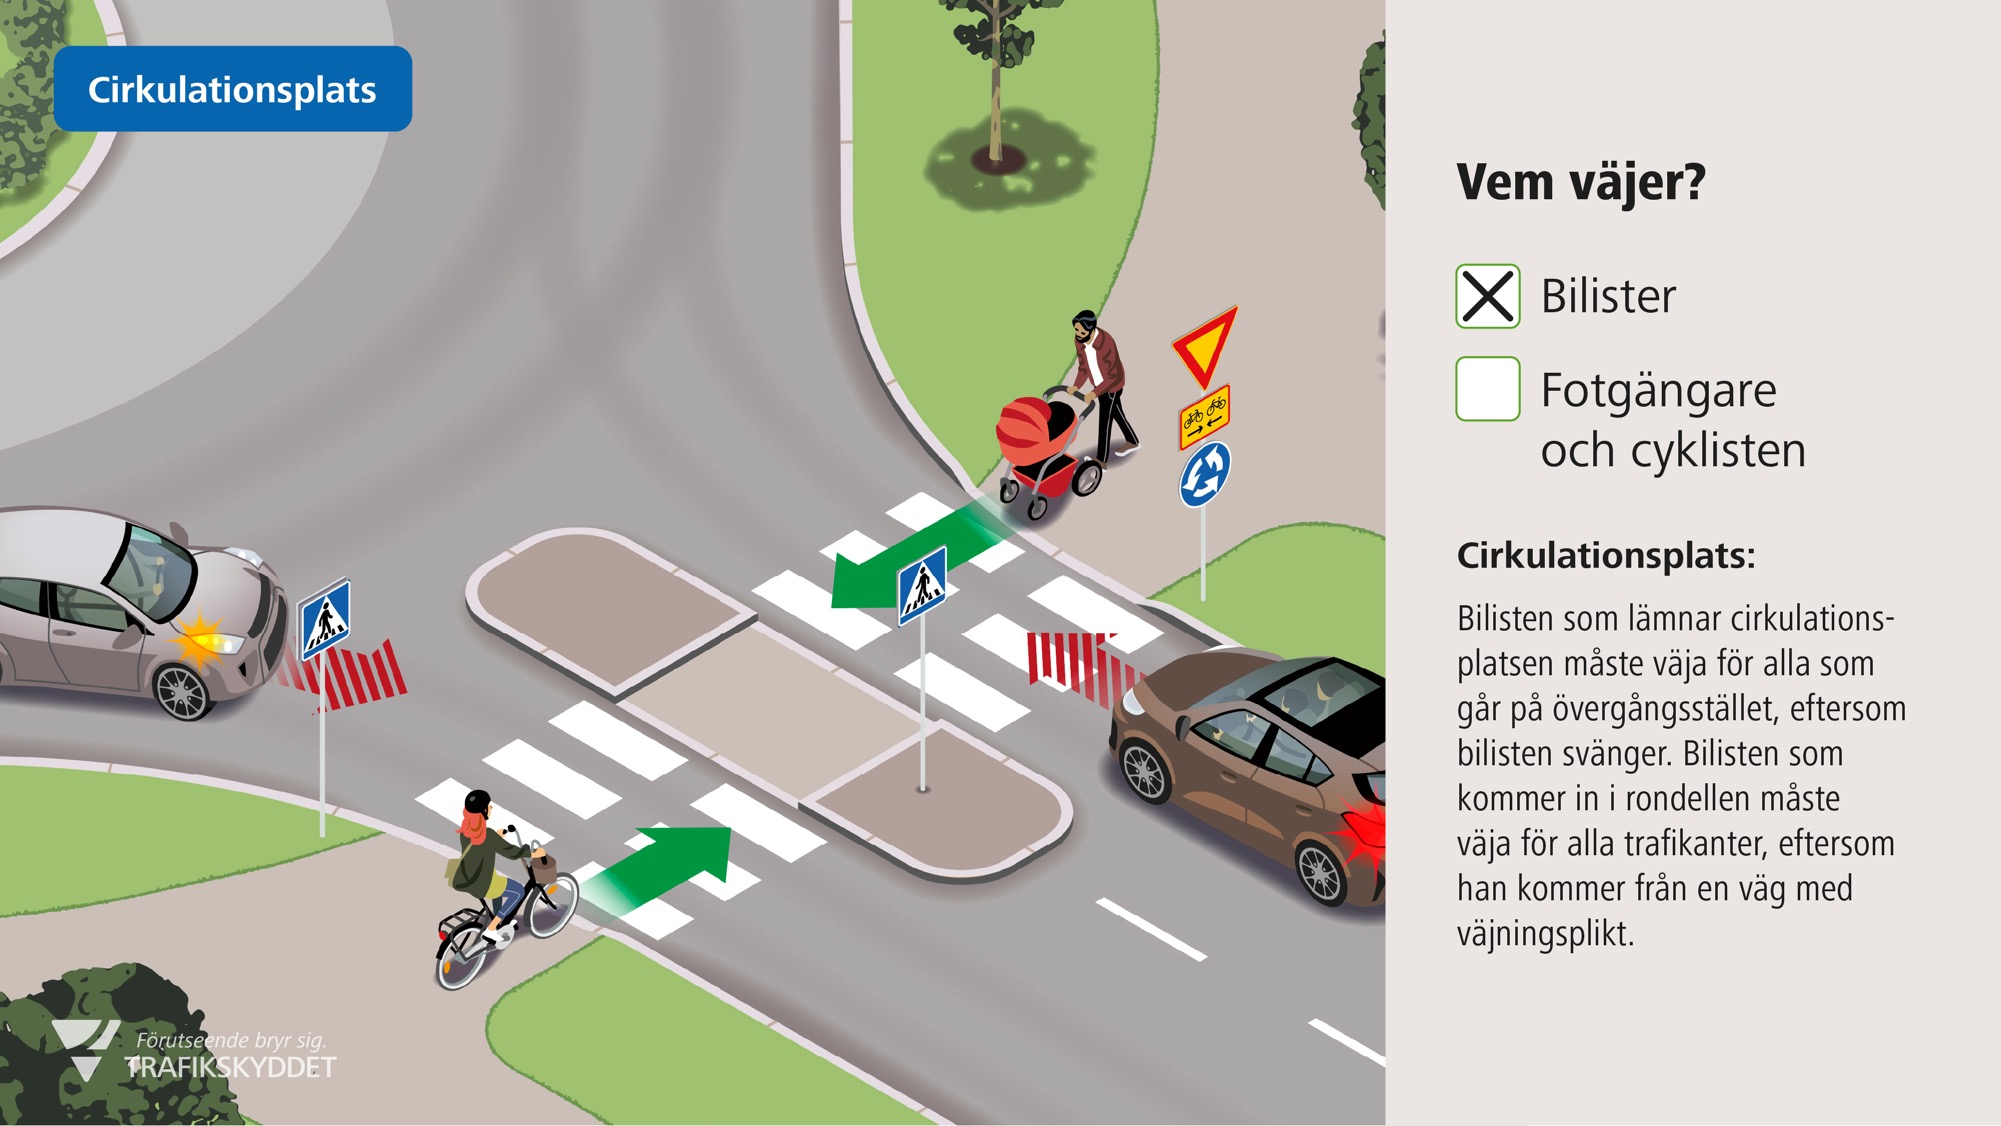 Cirkulationsplats
Vem väjer?
Bilister
Fotgängare
och cyklisten
Cirkulationsplats:
Bilisten som lämnar cirkulations-
platsen måste väja för alla som
går på övergångsstället, eftersom
bilisten svänger. Bilisten som
kommer in i rondellen måste
väja för alla trafikanter, eftersom
han kommer från en väg med
väjningsplikt.
Förutseende bryr sig.
TRAFIKSKYDDET